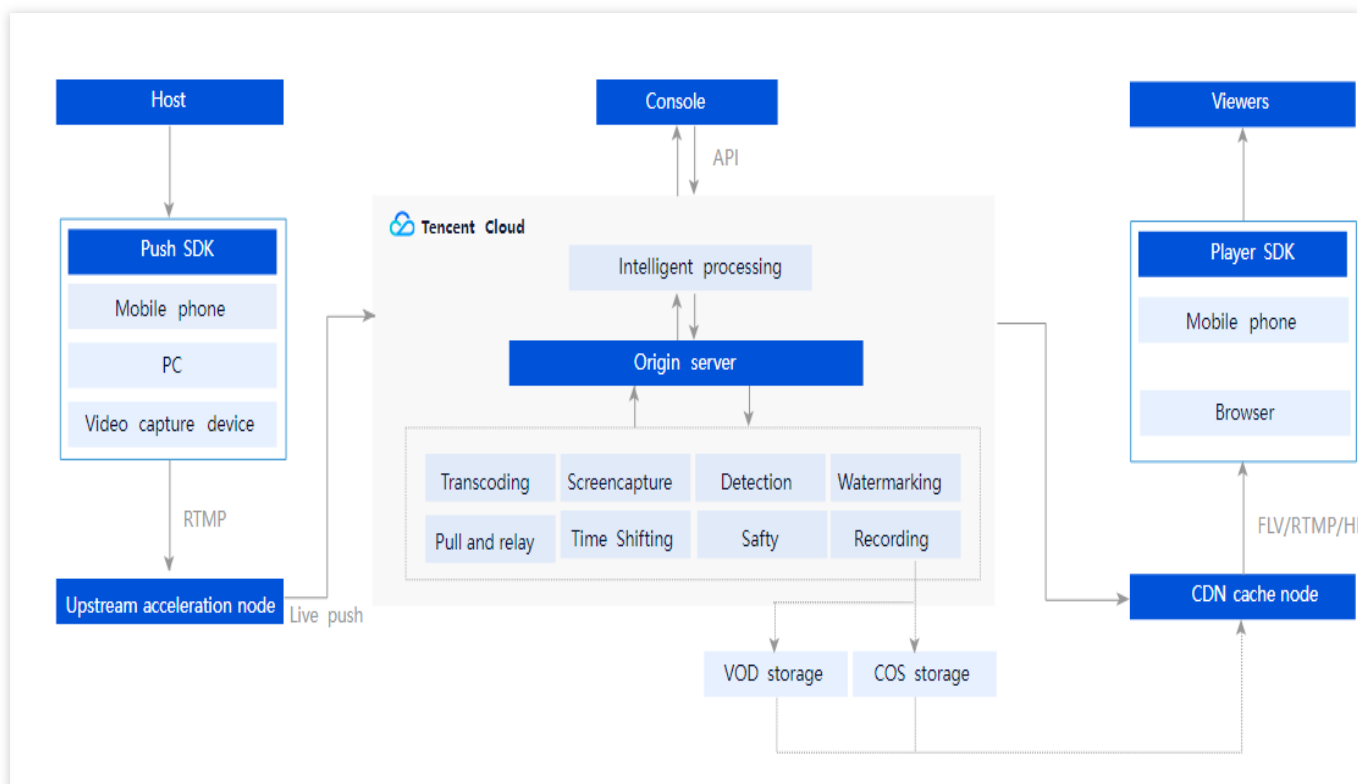 Host
Console
Viewers
API
Push SDK
Mobile phone
PC
Video capture device
RTMP
Upstream acceleration node
Live push
Tencent Cloud
Intelligent processing
Origin server
Transcoding
Screencapture
Detection
Watermarking
Pull and relay
Time Shifting
Safty
Recording
VOD storage
COS storage
Player SDK
Mobile phone
Browser
FLV/RTMP/
CDN cache node